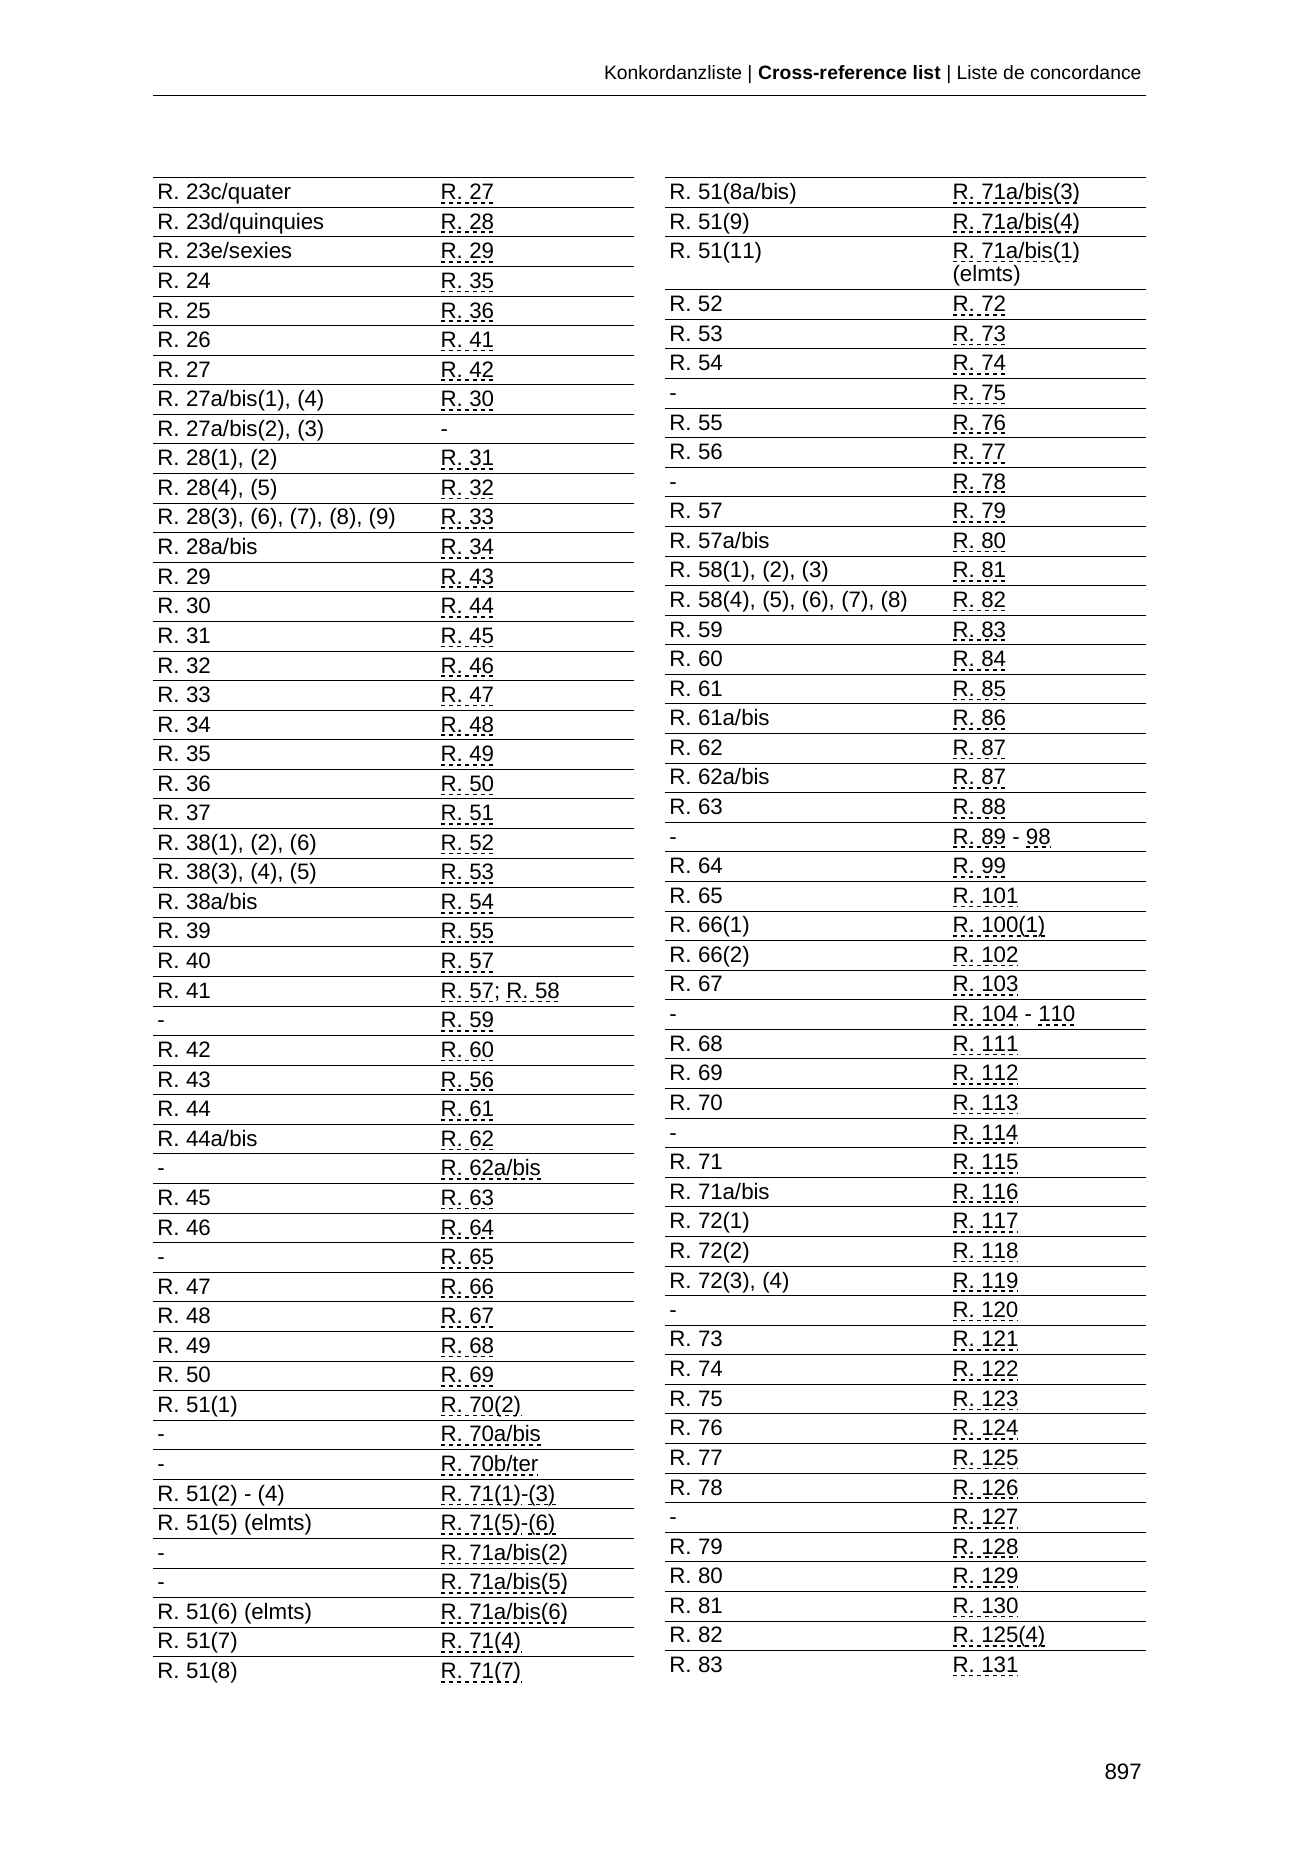 Konkordanzliste | Cross-reference list | Liste de concordance
R. 23c/quater R. 27
R. 23d/quinquies R. 28
R. 23e/sexies R. 29
R. 24 R. 35
R. 25 R. 36
R. 26 R. 41
R. 27 R. 42
R. 27a/bis(1), (4) R. 30
R. 27a/bis(2), (3) -
R. 28(1), (2) R. 31
R. 28(4), (5) R. 32
R. 28(3), (6), (7), (8), (9) R. 33
R. 28a/bis R. 34
R. 29 R. 43
R. 30 R. 44
R. 31 R. 45
R. 32 R. 46
R. 33 R. 47
R. 34 R. 48
R. 35 R. 49
R. 36 R. 50
R. 37 R. 51
R. 38(1), (2), (6) R. 52
R. 38(3), (4), (5) R. 53
R. 38a/bis R. 54
R. 39 R. 55
R. 40 R. 57
R. 41 R. 57; R. 58
- R. 59
R. 42 R. 60
R. 43 R. 56
R. 44 R. 61
R. 44a/bis R. 62
- R. 62a/bis
R. 45 R. 63
R. 46 R. 64
- R. 65
R. 47 R. 66
R. 48 R. 67
R. 49 R. 68
R. 50 R. 69
R. 51(1) R. 70(2)
- R. 70a/bis
- R. 70b/ter
R. 51(2) - (4) R. 71(1)-(3)
R. 51(5) (elmts) R. 71(5)-(6)
- R. 71a/bis(2)
- R. 71a/bis(5)
R. 51(6) (elmts) R. 71a/bis(6)
R. 51(7) R. 71(4)
R. 51(8) R. 71(7)
R. 51(8a/bis) R. 71a/bis(3)
R. 51(9) R. 71a/bis(4)
R. 51(11) R. 71a/bis(1)
(elmts)
R. 52 R. 72
R. 53 R. 73
R. 54 R. 74
- R. 75
R. 55 R. 76
R. 56 R. 77
- R. 78
R. 57 R. 79
R. 57a/bis R. 80
R. 58(1), (2), (3) R. 81
R. 58(4), (5), (6), (7), (8) R. 82
R. 59 R. 83
R. 60 R. 84
R. 61 R. 85
R. 61a/bis R. 86
R. 62 R. 87
R. 62a/bis R. 87
R. 63 R. 88
- R. 89 - 98
R. 64 R. 99
R. 65 R. 101
R. 66(1) R. 100(1)
R. 66(2) R. 102
R. 67 R. 103
- R. 104 - 110
R. 68 R. 111
R. 69 R. 112
R. 70 R. 113
- R. 114
R. 71 R. 115
R. 71a/bis R. 116
R. 72(1) R. 117
R. 72(2) R. 118
R. 72(3), (4) R. 119
- R. 120
R. 73 R. 121
R. 74 R. 122
R. 75 R. 123
R. 76 R. 124
R. 77 R. 125
R. 78 R. 126
- R. 127
R. 79 R. 128
R. 80 R. 129
R. 81 R. 130
R. 82 R. 125(4)
R. 83 R. 131
897